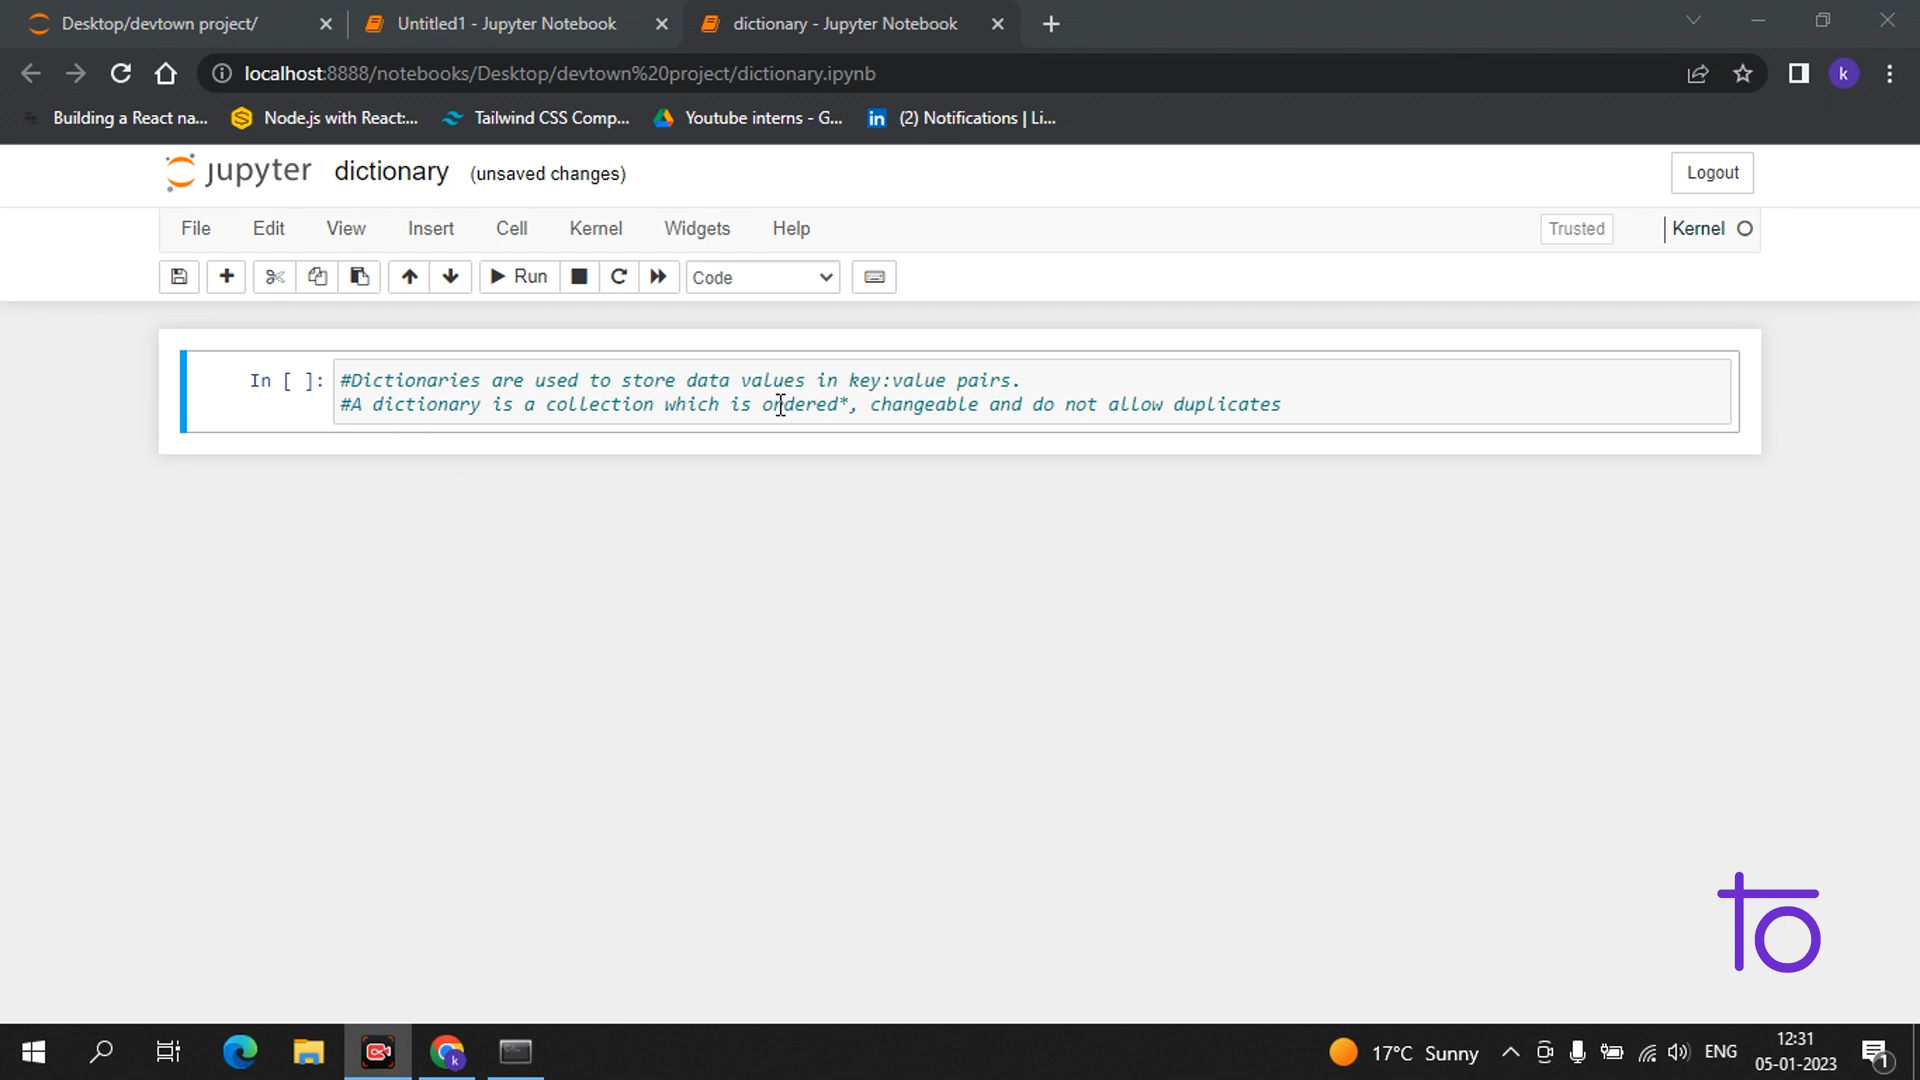 Desktop/devtown project/
Untitled1 - Jupyter Notebook
dictionary - Jupyter Notebook
localhost:8888/notebooks/Desktop/devtown%20project/dictionary.ipynb
k
Building a React na...
Node.js with React:...
Tailwind CSS Comp...
Youtube interns - G...
in
(2) Notifications | Li...
jupyter dictionary (unsaved changes)
Logout
File Edit View Insert Cell Kernel Widgets Help
Trusted
Kernel
Run
Code
In [ ]:
#Dictionaries are used to store data values in key:value pairs.
#A dictionary is a collection which is ordered*, changeable and do not allow duplicates
to
k
17°C Sunny
ENG
12:31
05-01-2023
1